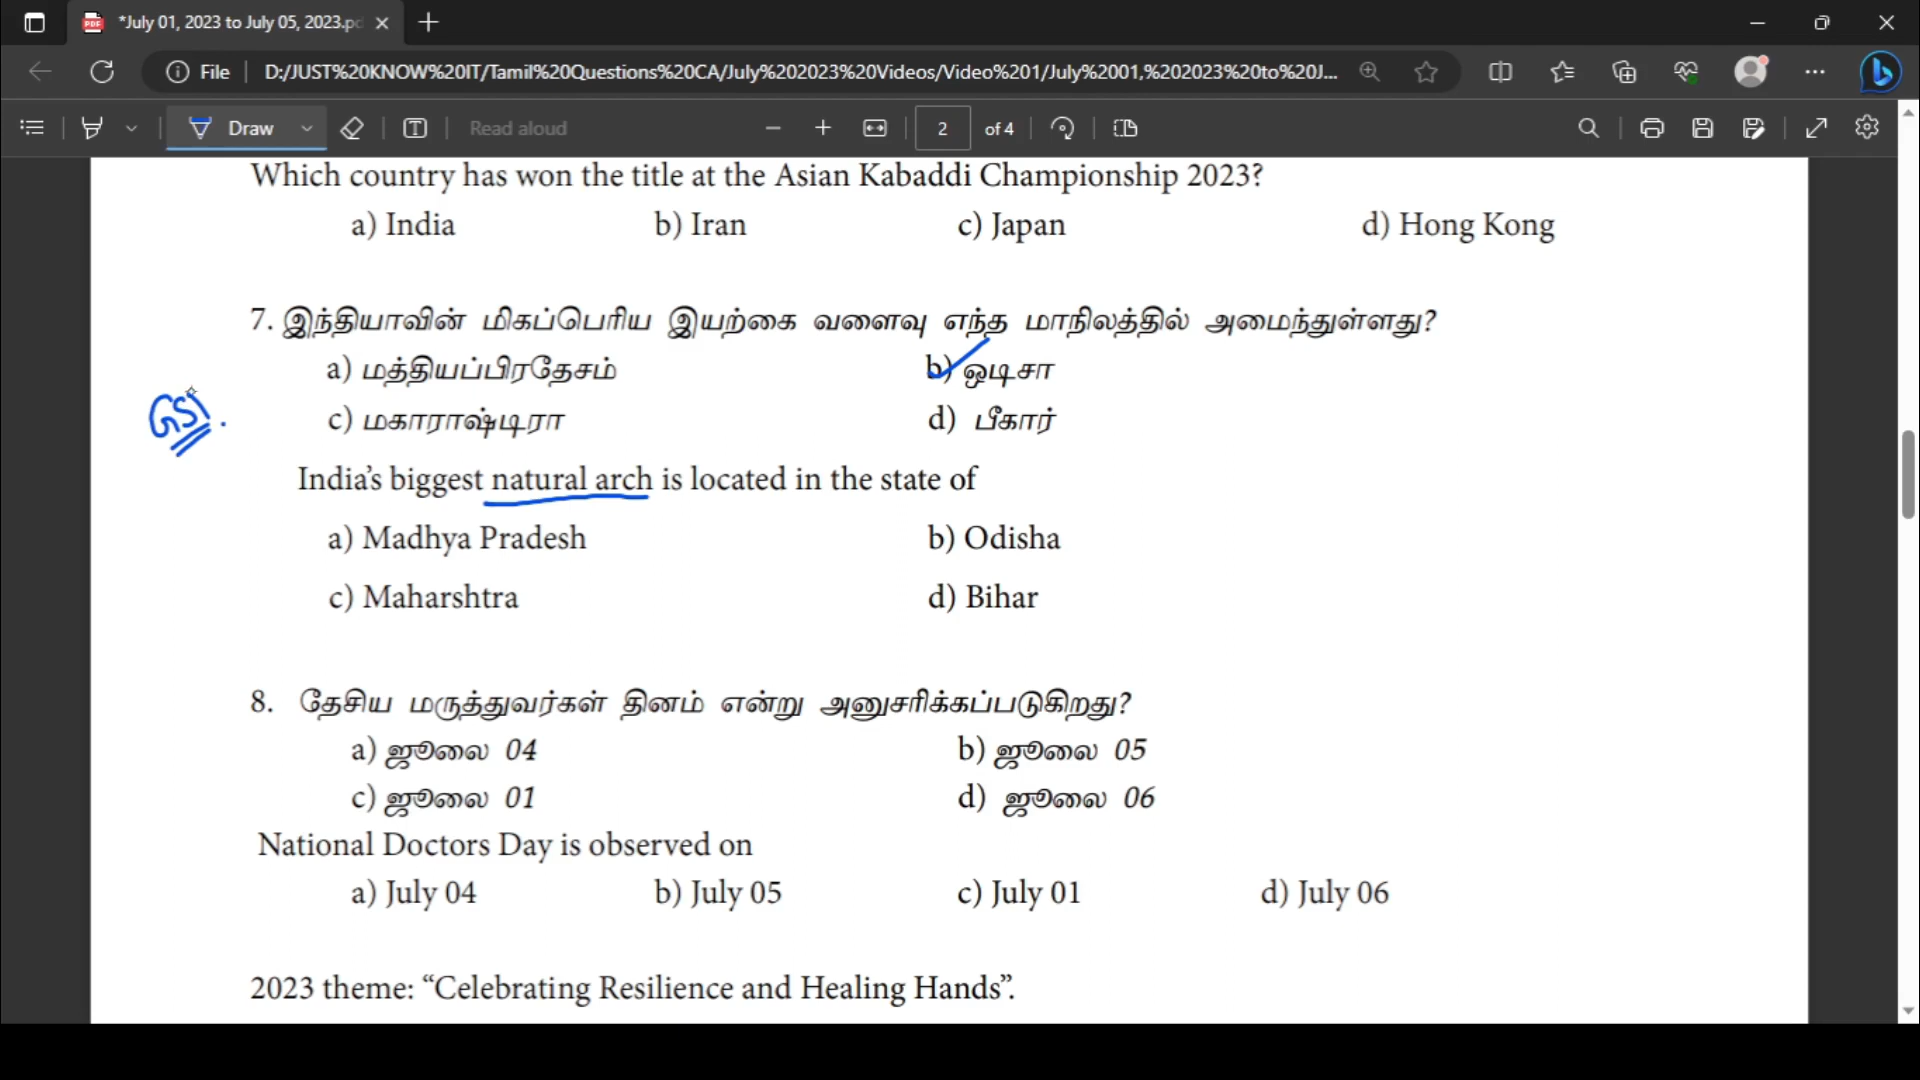 *July 01, 2023 to July 05, 2023.pd
File D:/JUST%20KNOW%20IT/Tamil%20Questions%20CA/July%202023%20Videos/Video%201/July%2001,%202023%20to%20J...
Draw Read aloud 2 of 4
Which country has won the title at the Asian Kabaddi Championship 2023?
a) India b) Iran c) Japan d) Hong Kong
7. இந்தியாவின் மிகப்பெரிய இயற்கை வளைவு எந்த மாநிலத்தில் அமைந்துள்ளது?
a) மத்தியப்பிரதேசம் b) ஒடிசா
GSI.
c) மகாராஷ்டிரா d) பீகார்
India’s biggest natural arch is located in the state of
a) Madhya Pradesh b) Odisha
c) Maharshtra d) Bihar
8. தேசிய மருத்துவர்கள் தினம் என்று அனுசரிக்கப்படுகிறது?
a) ஜூலை 04 b) ஜூலை 05
c) ஜூலை 01 d) ஜூலை 06
National Doctors Day is observed on
a) July 04 b) July 05 c) July 01 d) July 06
2023 theme: “Celebrating Resilience and Healing Hands”.